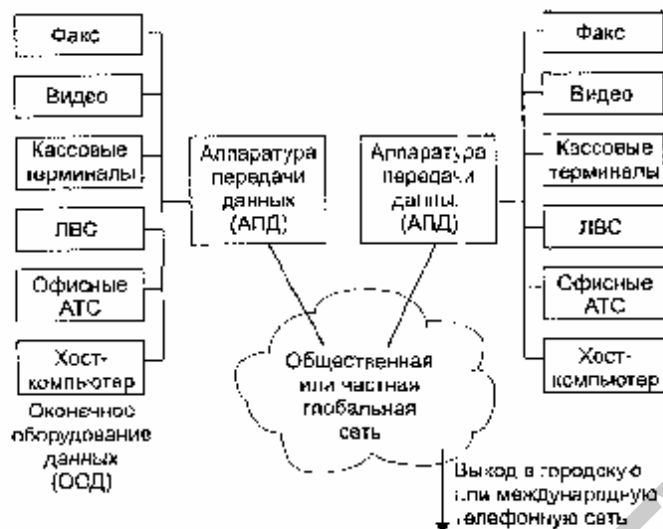 Факс
Видео
Кассовые
терминалы
ЛВС
Офисные
АТС
Хост-
компьютер
Оконечное
оборудование
данных
(ООД)
Аппаратура
передачи
данных
(АПД)
Аппаратура
передачи
данных
(АПД)
Общественная
или частная
глобальная
сеть
Факс
Видео
Кассовые
терминалы
ЛВС
Офисные
АТС
Хост-
компьютер
Выход в городскую
или международную
телефонную сеть